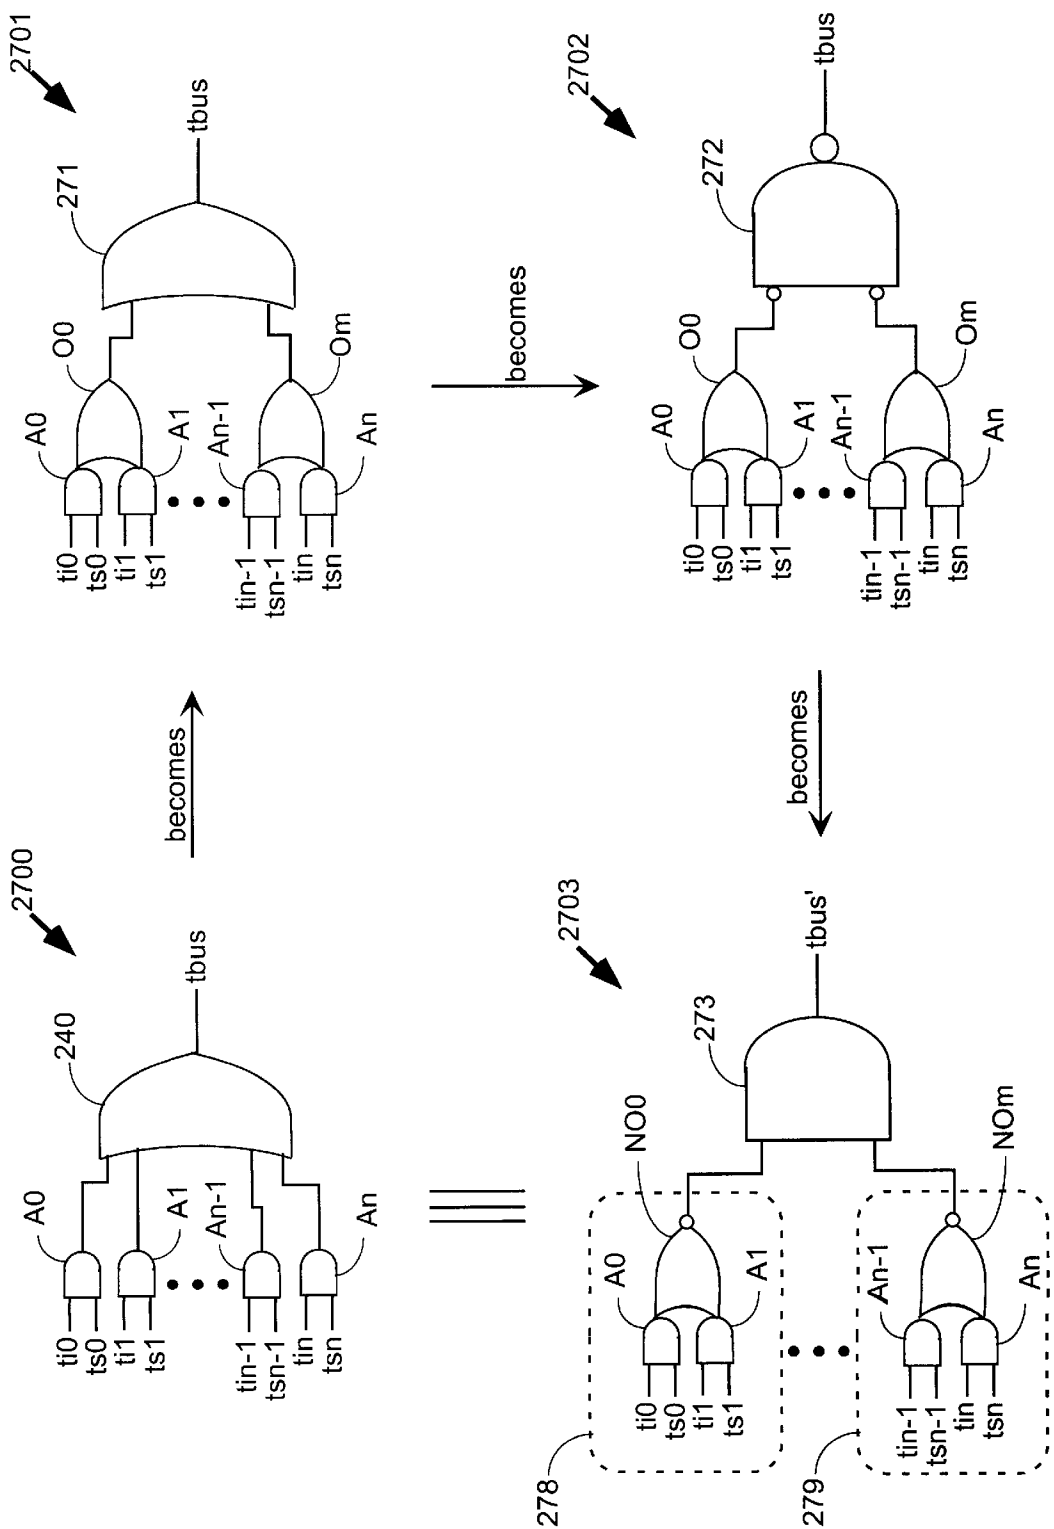 2700
A0
240
ti0
ts0
ti1
ts1
A1
An-1
tbus
tin-1
tsn-1
tin
tsn
An
becomes
2701
A0
O0
271
ti0
ts0
ti1
ts1
A1
An-1
tbus
tin-1
tsn-1
tin
tsn
Om
An
becomes
2702
A0
O0
272
ti0
ts0
ti1
ts1
A1
An-1
tbus
tin-1
tsn-1
tin
tsn
Om
An
becomes
2703
278
A0
NO0
273
ti0
ts0
ti1
ts1
A1
tbus'
279
An-1
NOm
tin-1
tsn-1
tin
tsn
An